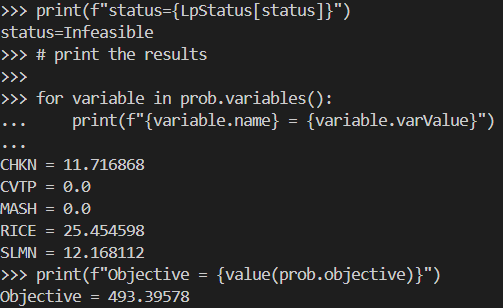 >>> print(f"status={LpStatus[status]}")
status=Infeasible
>>> # print the results
>>>
>>> for variable in prob.variables():
...     print(f"{variable.name} = {variable.varValue}")
...
CHKN = 11.716868
CVTP = 0.0
MASH = 0.0
RICE = 25.454598
SLMN = 12.168112
>>> print(f"Objective = {value(prob.objective)}")
Objective = 493.39578